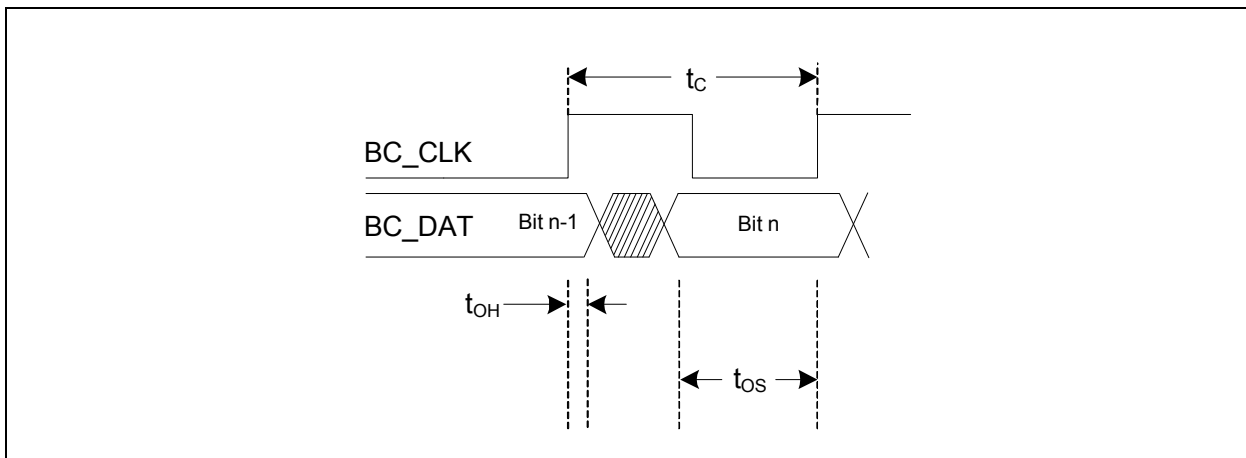 tC
BC_CLK
BC_DAT
Bit n-1
Bit n
tOH
tOS